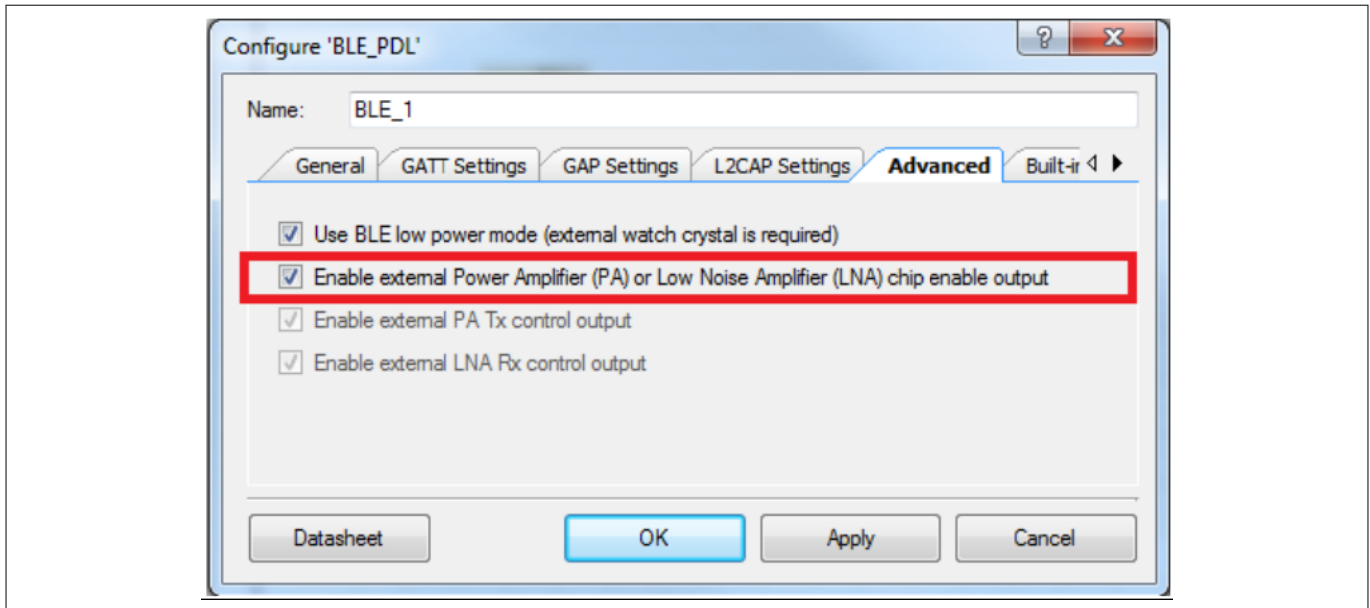 Configure 'BLE_PDL'
Name: BLE_1
General GATT Settings GAP Settings L2CAP Settings Advanced Built-ir
Use BLE low power mode (external watch crystal is required)
Enable external Power Amplifier (PA) or Low Noise Amplifier (LNA) chip enable output
Enable external PA Tx control output
Enable external LNA Rx control output
Datasheet OK Apply Cancel